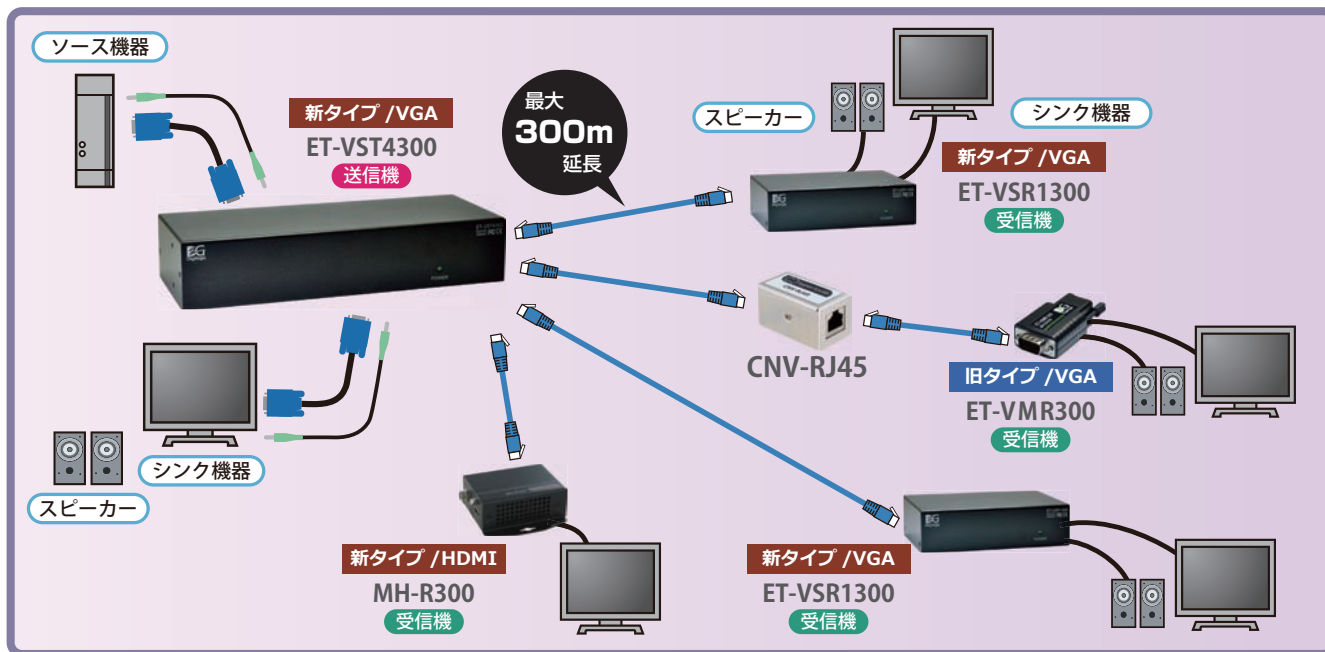 ソース機器
新タイプ /VGA
ET-VST4300
送信機
最大
300m
延長
スピーカー
シンク機器
新タイプ /VGA
ET-VSR1300
受信機
CNV-RJ45
旧タイプ /VGA
ET-VMR300
受信機
シンク機器
スピーカー
新タイプ /HDMI
MH-R300
受信機
新タイプ /VGA
ET-VSR1300
受信機